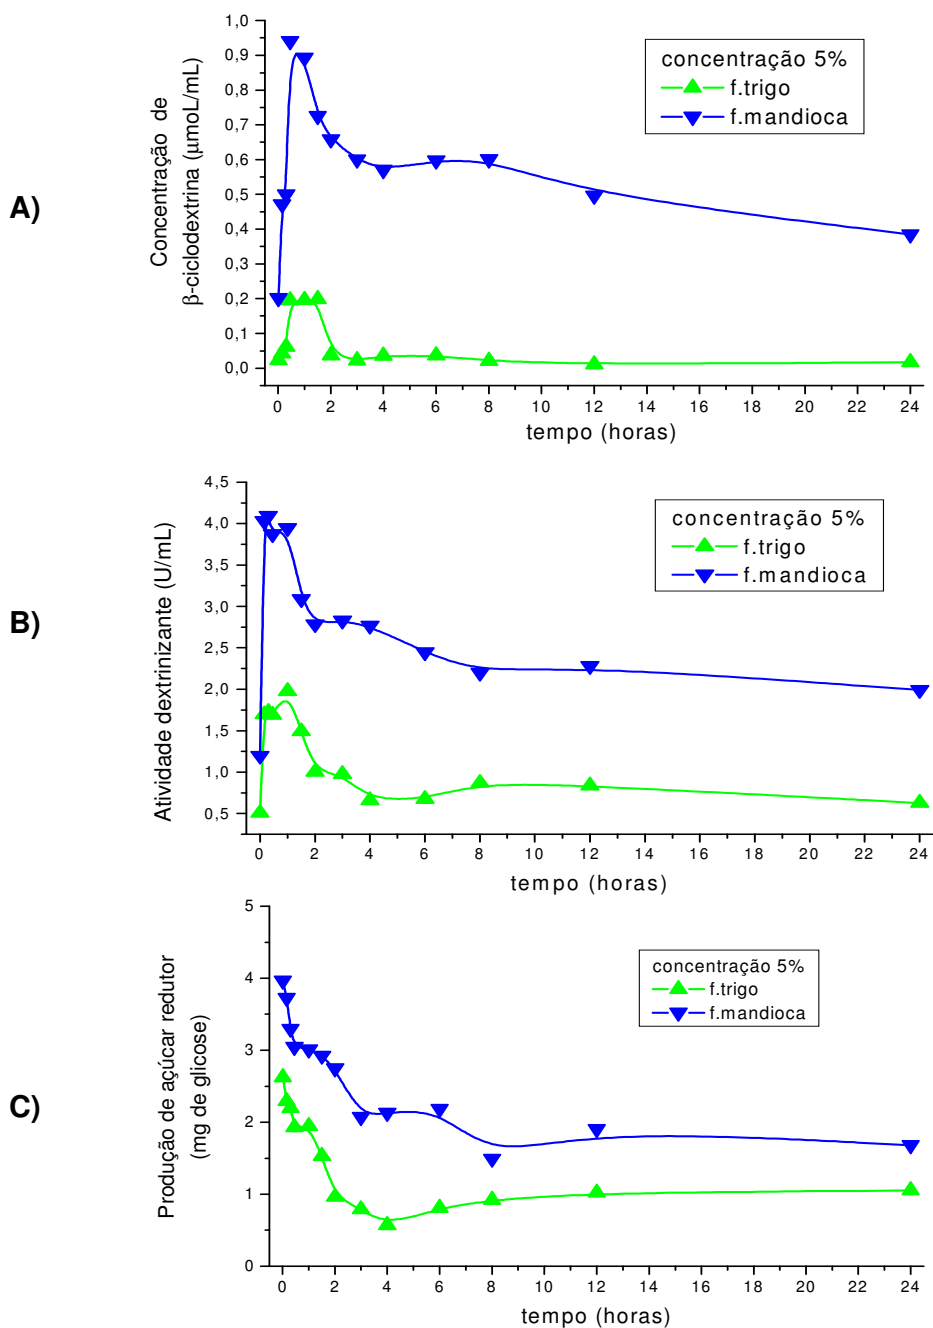 A)
Concentração de
β-ciclodextrina (μmoL/mL)
1,0
0,9
0,8
0,7
0,6
0,5
0,4
0,3
0,2
0,1
0,0
concentração 5%
f.trigo
f.mandioca
0 2 4 6 8 10 12 14 16 18 20 22 24
tempo (horas)
B)
Atividade dextrinizante (U/mL)
4,5
4,0
3,5
3,0
2,5
2,0
1,5
1,0
0,5
concentração 5%
f.trigo
f.mandioca
0 2 4 6 8 10 12 14 16 18 20 22 24
tempo (horas)
C)
Produção de açúcar redutor
(mg de glicose)
5
4
3
2
1
0
concentração 5%
f.trigo
f.mandioca
0 2 4 6 8 10 12 14 16 18 20 22 24
tempo (horas)